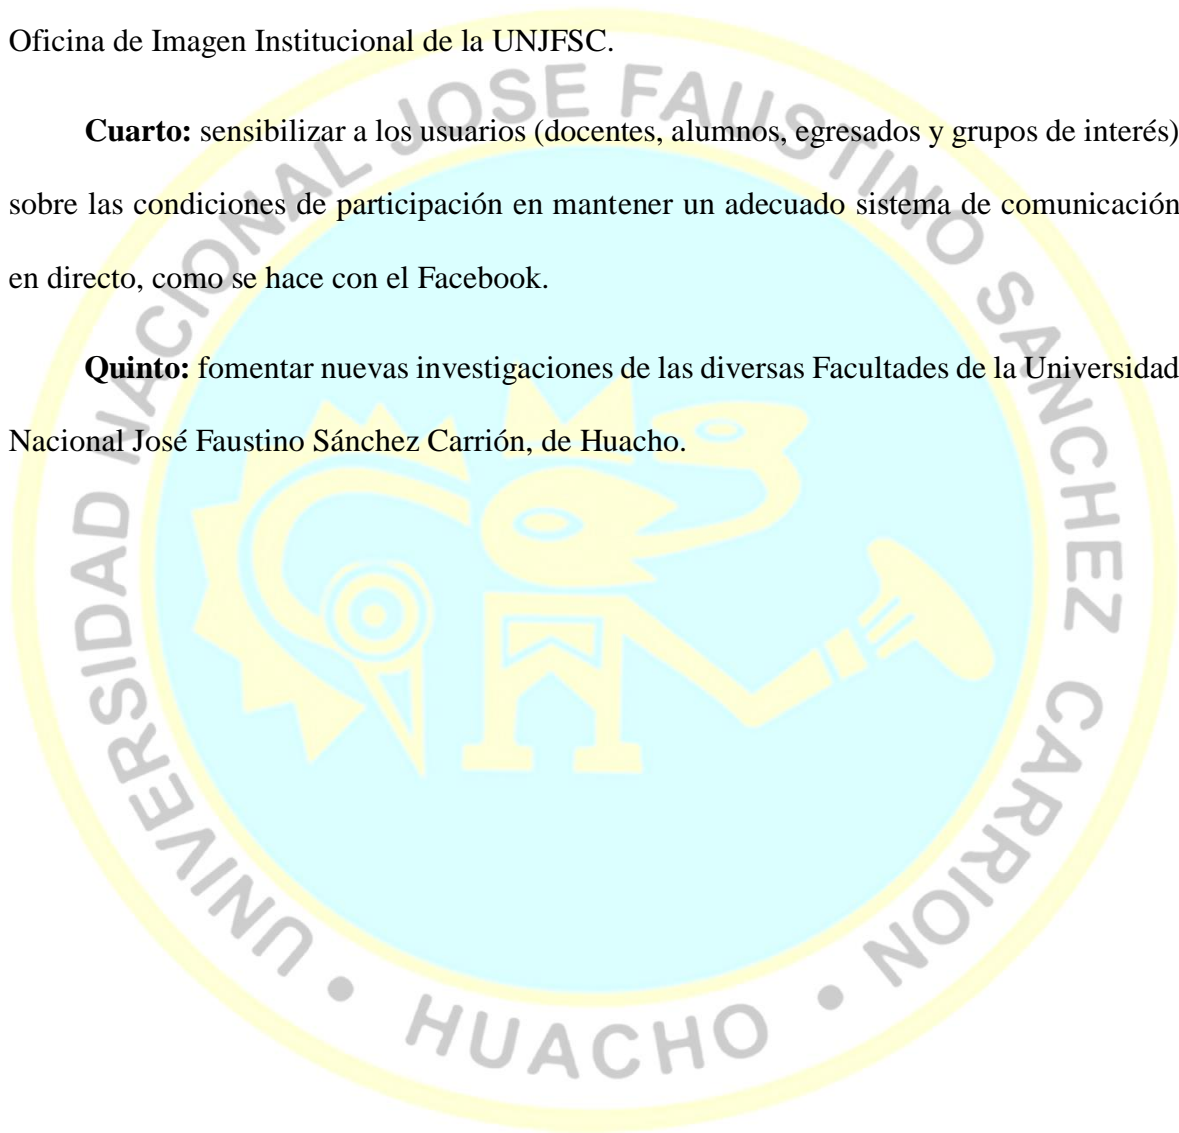 Oficina de Imagen Institucional de la UNJFSC.
Cuarto: sensibilizar a los usuarios (docentes, alumnos, egresados y grupos de interés)
sobre las condiciones de participación en mantener un adecuado sistema de comunicación
en directo, como se hace con el Facebook.
Quinto: fomentar nuevas investigaciones de las diversas Facultades de la Universidad
Nacional José Faustino Sánchez Carrión, de Huacho.
UNIVERSIDAD NACIONAL JOSE FAUSTINO SANCHEZ CARRION
• HUACHO •